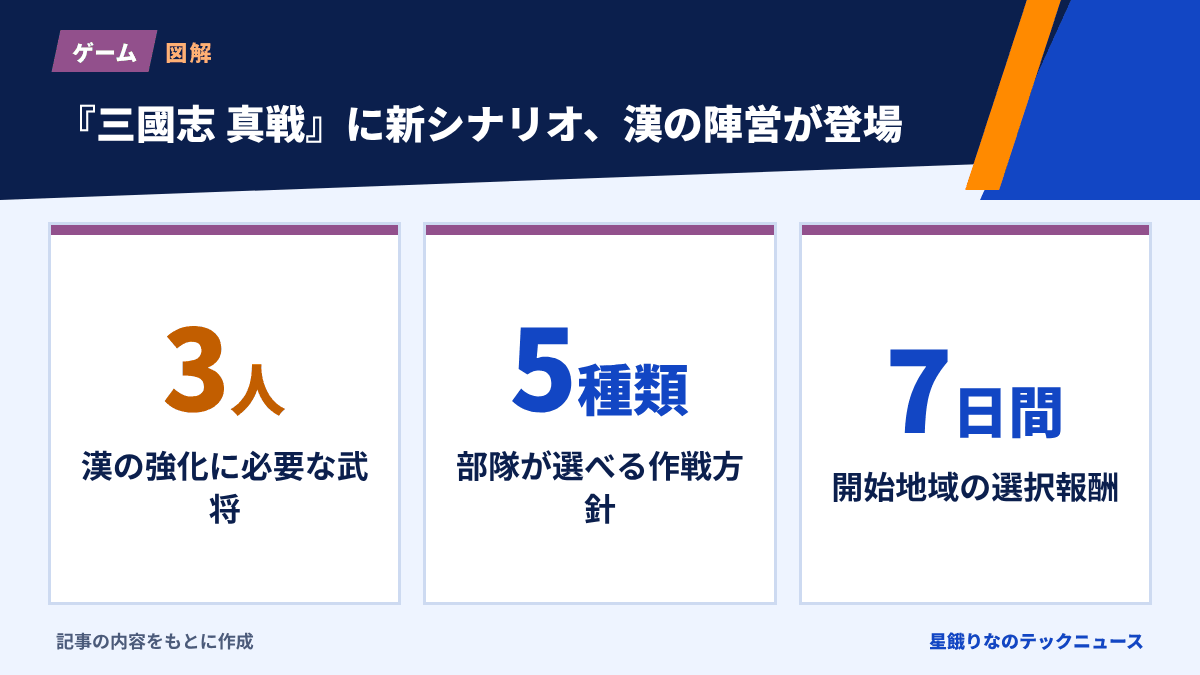 ゲーム 図解
『三國志 真戦』に新シナリオ、漢の陣営が登場
3人
漢の強化に必要な武
将
5種類
部隊が選べる作戦方
針
7日間
開始地域の選択報酬
記事の内容をもとに作成
星餓りなのテックニュース